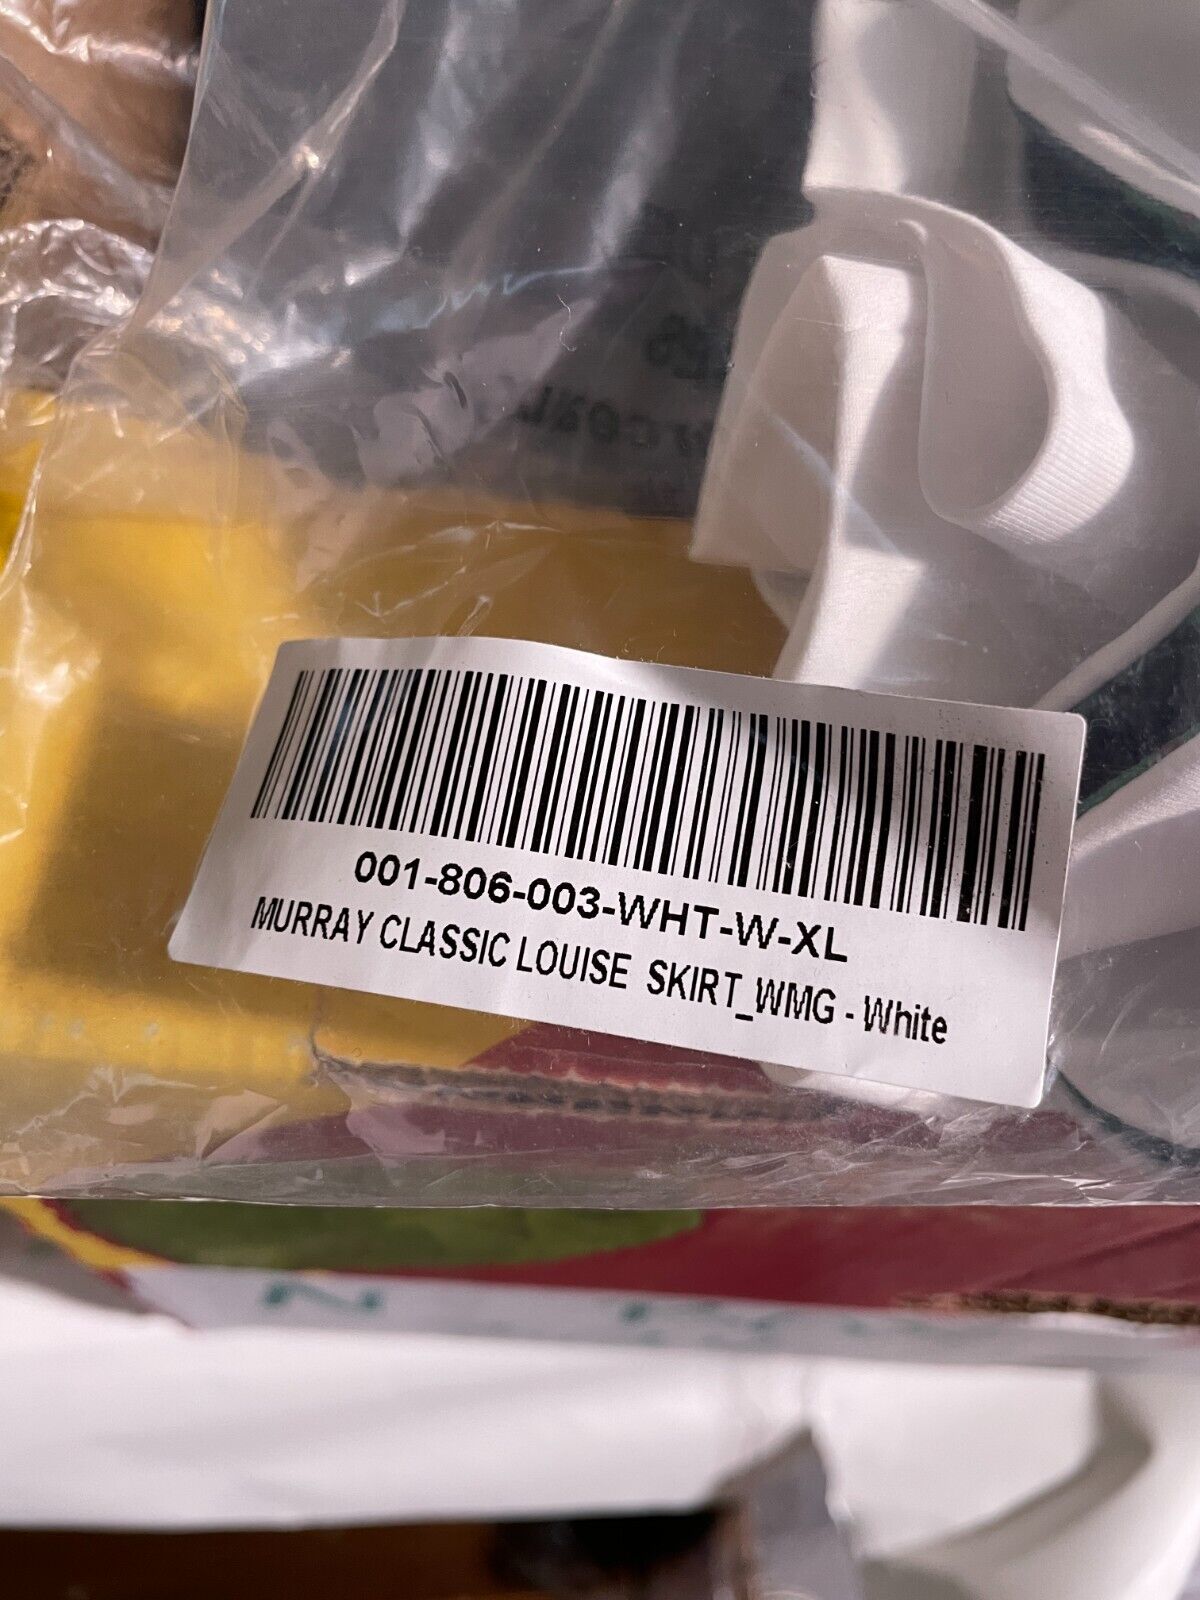 001-806-003-WHT-W-XL
MURRAY CLASSIC LOUISE  SKIRT_WMG - White